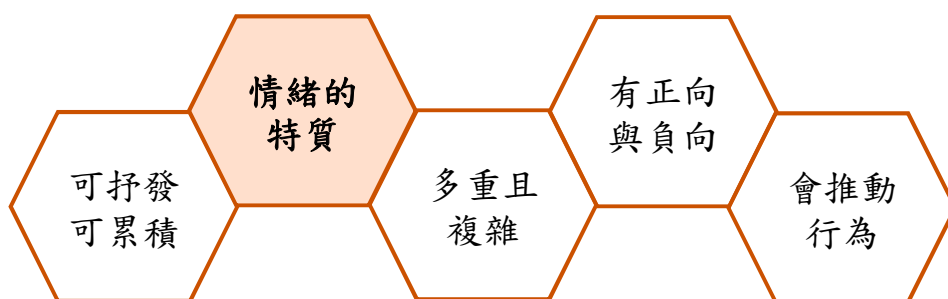 情緒的
特質
可抒發
可累積
多重且
複雜
有正向
與負向
會推動
行為